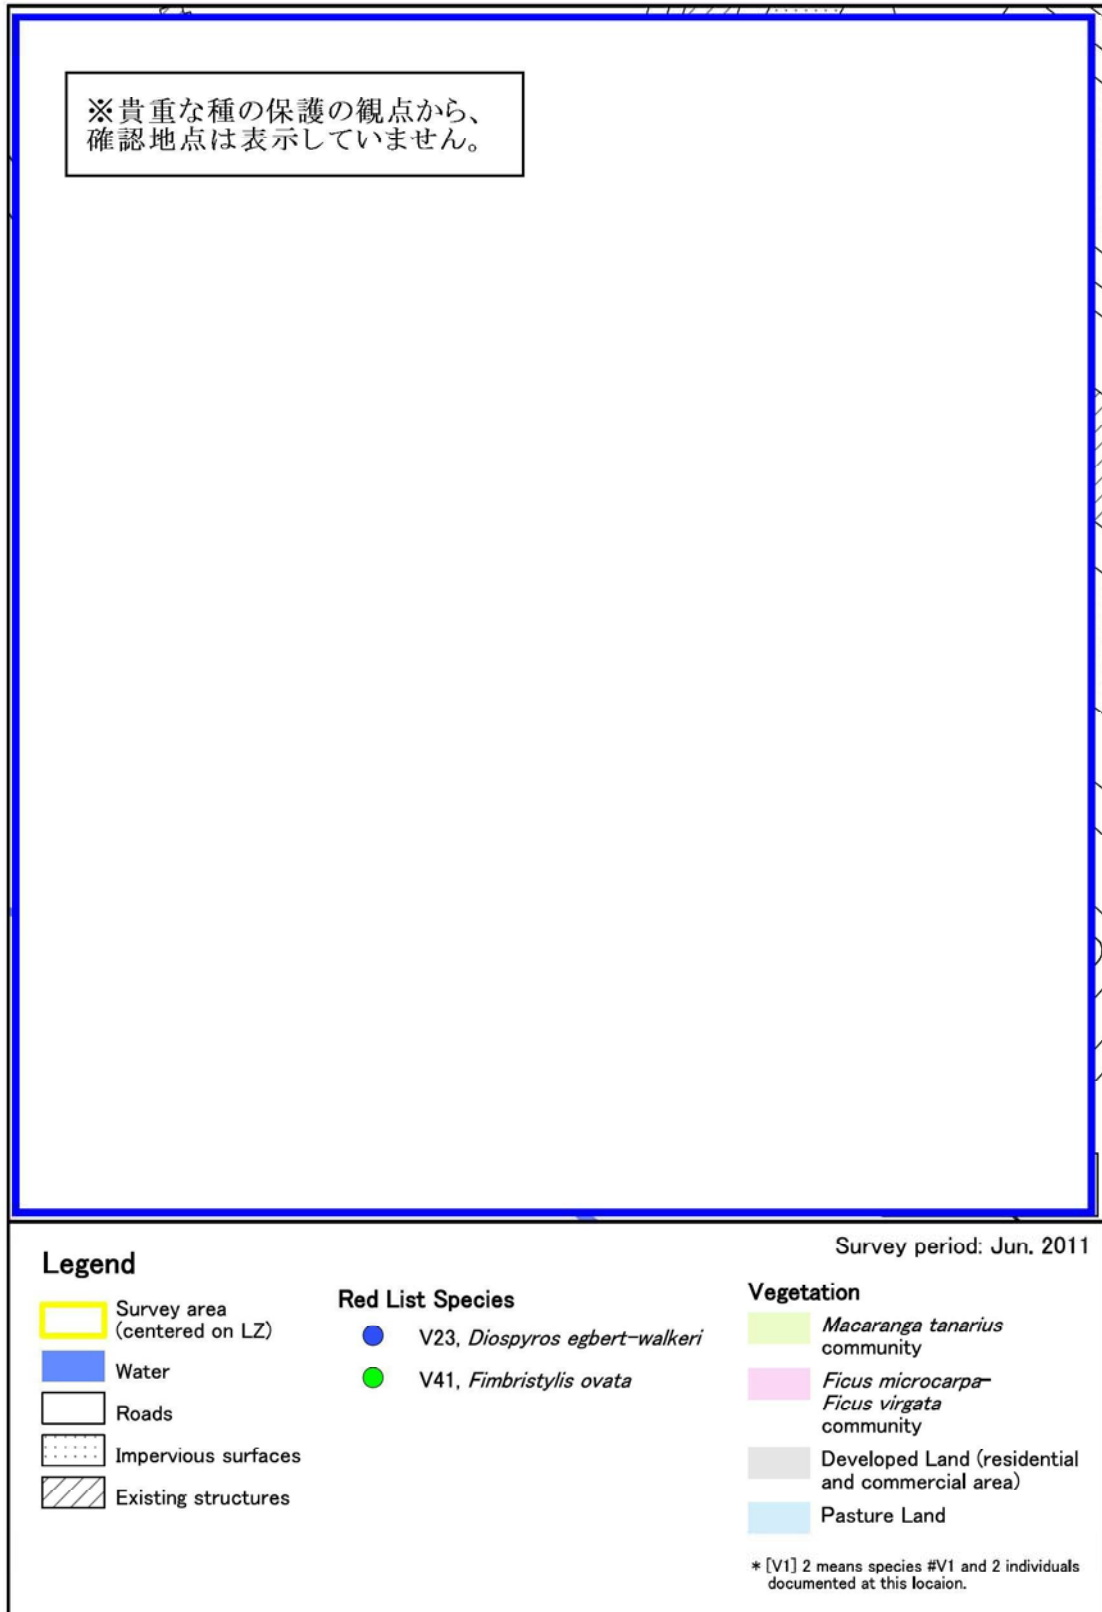 ※貴重な種の保護の観点から、
確認地点は表示していません。
Survey period: Jun. 2011
Legend
Survey area
(centered on LZ)
Water
Roads
Impervious surfaces
Existing structures
Red List Species
V23, Diospyros egbert-walkeri
V41, Fimbristylis ovata
Vegetation
Macaranga tanarius
community
Ficus microcarpa-
Ficus virgata
community
Developed Land (residential
and commercial area)
Pasture Land
* [V1] 2 means species #V1 and 2 individuals
documented at this locaion.